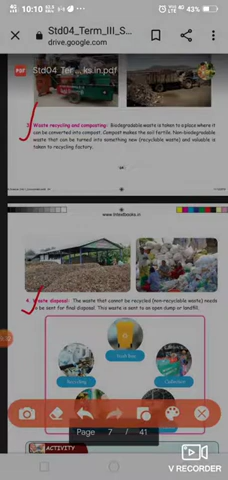 10:10
43%
Std04_Term_III_S...
drive.google.com
PDF Std04_Ter... ks.in.pdf
3. Waste recycling and composting: Biodegradable waste is taken to a place where it
can be converted into compost. Compost makes the soil fertile. Non-biodegradable
waste that can be turned into something new (recyclable waste) and valuable is
taken to recycling factory.
www.tntextbooks.in
4. Waste disposal: The waste that cannot be recycled (non-recyclable waste) needs
to be sent for final disposal. This waste is sent to an open dump or landfill.
Collection
Recycling
Page 7 / 41
ACTIVITY
V RECORDER